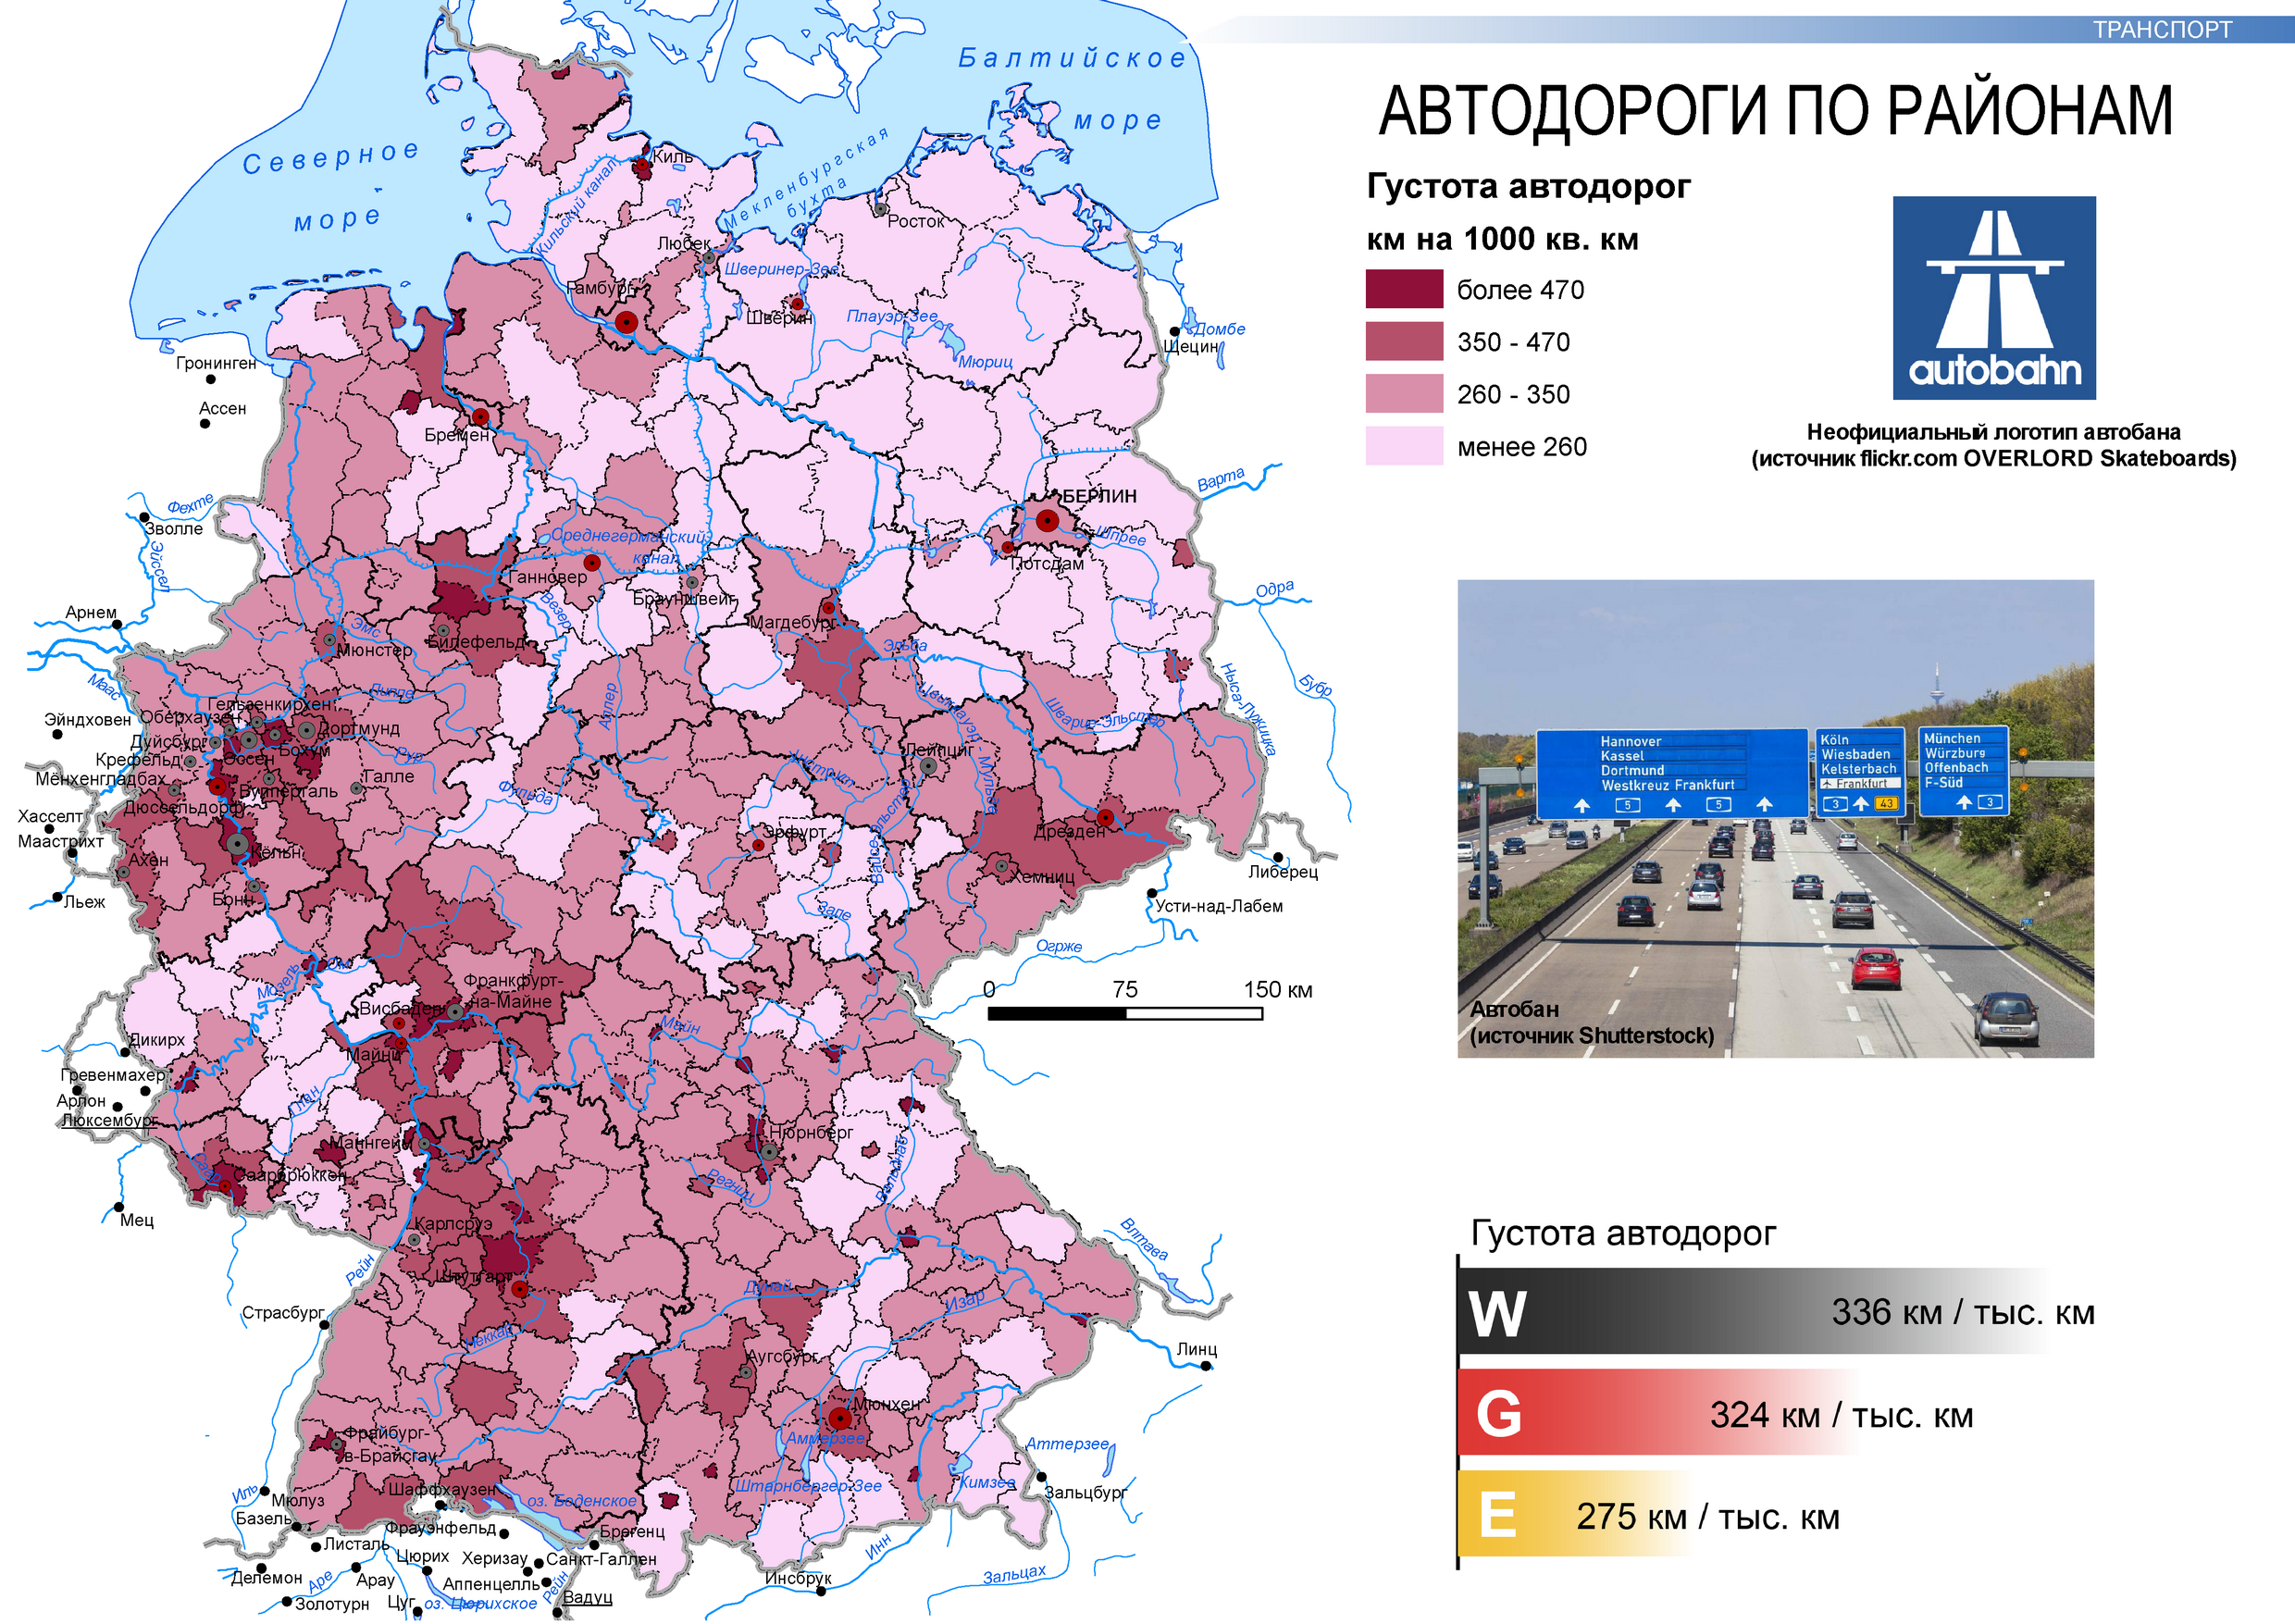 ТРАНСПОРТ
АВТОДОРОГИ ПО РАЙОНАМ
Густота автодорог
км на 1000 кв. км
более 470
350 - 470
260 - 350
менее 260
autobahn
Неофициальный логотип автобана
(источник flickr.com OVERLORD Skateboards)
Hannover
Kassel
Dortmund
Westkreuz Frankfurt
5
5
Köln
Wiesbaden
Kelsterbach
Frankfurt
3
43
München
Würzburg
Offenbach
F-Süd
3
Автобан
(источник Shutterstock)
Густота автодорог
W
336 км / тыс. км
G
324 км / тыс. км
E
275 км / тыс. км
0
75
150 км
Балтийское
море
Северное
море
Мекленбургская
бухта
Кильский канал
Киль
Росток
Любек
Шверинер-Зее
Гамбург
Шверин
Плауэр-Зее
Мюриц
Домбе
Щецин
Гронинген
Ассен
Бремен
Варта
БЕРЛИН
Фехте
Зволле
Эйссел
Шпрее
Среднегерманский
канал
Потсдам
Ганновер
Брауншвейг
Одра
Арнем
Везер
Магдебург
Эмс
Мюнстер
Билефельд
Эльба
Маас
Липпе
Аллер
Ныса-Лужицка
Бубр
Гельзенкирхен
Эйндховен
Оберхаузен
Дортмунд
Шварце-Эльстер
Дуйсбург
Бохум
Рур
Лейпциг
Крефельд
Эссен
Унструт
Мёнхенгладбах
Галле
Вупперталь
Фульда
Дюссельдорф
Хасселт
Эрфурт
Вайсе-Эльстер
Дрезден
Маастрихт
Кёльн
Ахен
Либерец
Хемниц
Льеж
Бонн
Зале
Усти-над-Лабем
Огрже
Лан
Мозель
Франкфурт-
на-Майне
Висбаден
Майн
Дикирх
Майнц
Гревенмахер
Арлон
Глан
Люксембург
Маннгейм
Нюрнберг
Саар
Саарбрюккен
Регниц
Мец
Карлсруэ
Влтава
Рейн
Штутгарт
Дунай
Изар
Страсбург
Неккар
Линц
Аугсбург
Мюнхен
Фрайбург-
в-Брайсгау
Аммерзее
Аттерзее
Штарнбергер-Зее
Кимзее
Зальцбург
Иль
Мюлуз
Шаффхаузен
оз. Боденское
Базель
Фрауэнфельд
Брегенц
Листаль
Цюрих
Херизау
Санкт-Галлен
Инн
Делемон
Аре
Арау
Аппенцелль
Рейн
Инсбрук
Зальцах
Золотурн
Цуг
оз. Цюрихское
Вадуц